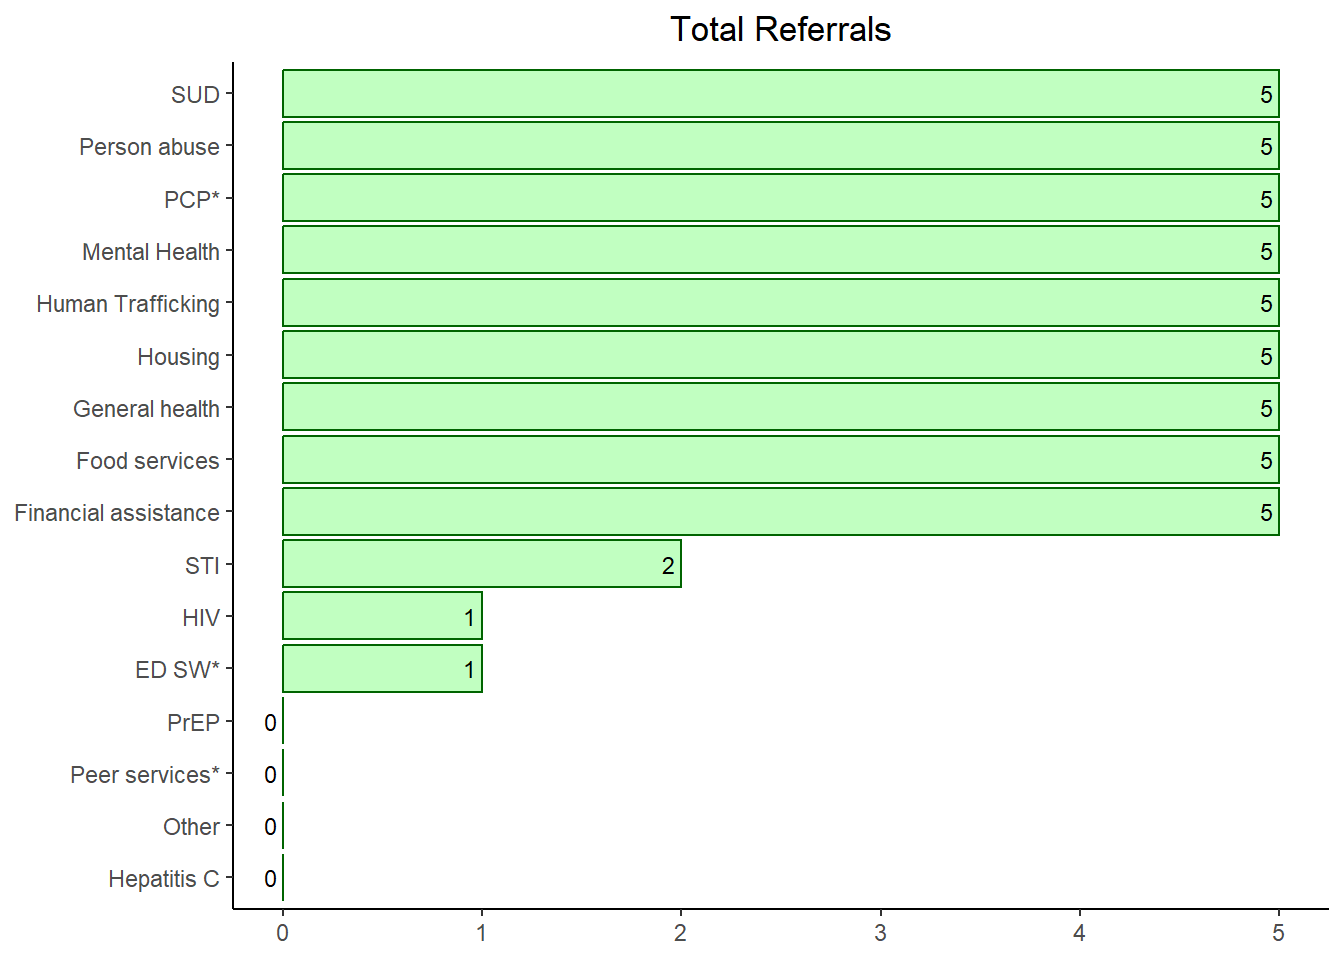 Total Referrals
SUD 5
Person abuse 5
PCP* 5
Mental Health 5
Human Trafficking 5
Housing 5
General health 5
Food services 5
Financial assistance 5
STI 2
HIV 1
ED SW* 1
PrEP 0
Peer services* 0
Other 0
Hepatitis C 0
0 1 2 3 4 5